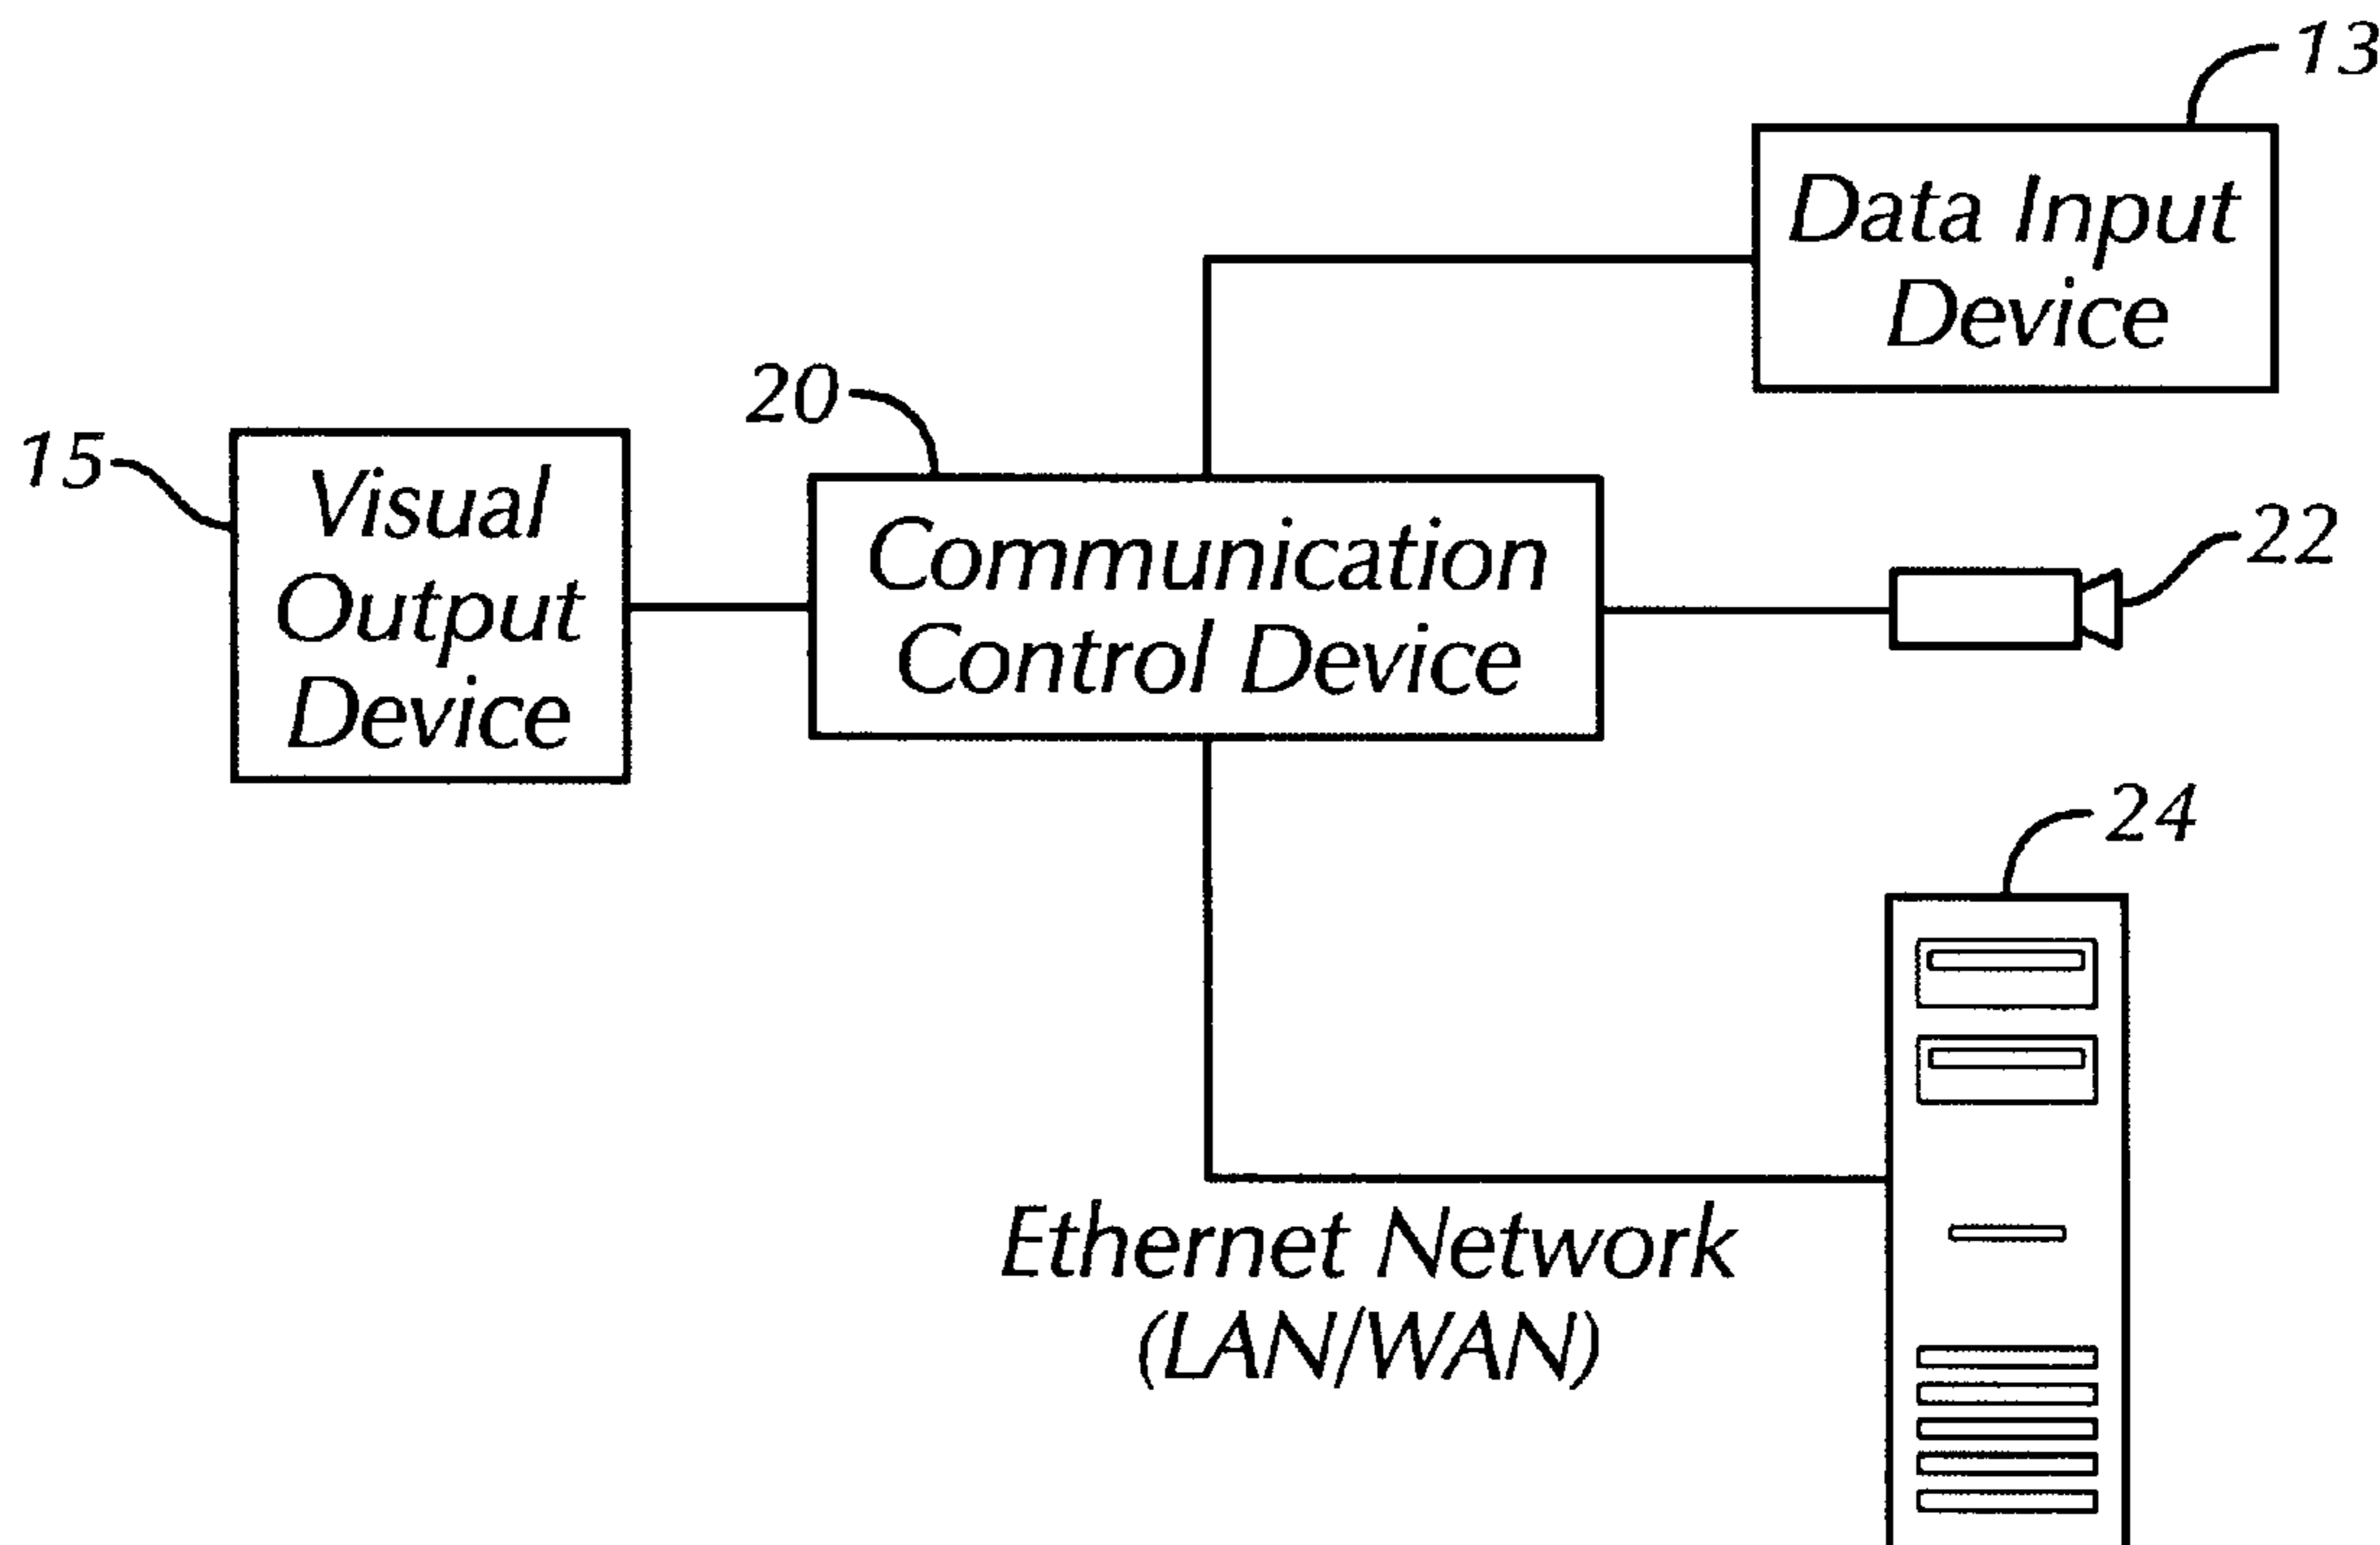 13
Data Input
Device
20
15
Visual
Output
Device
Communication
Control Device
22
24
Ethernet Network
(LAN/WAN)